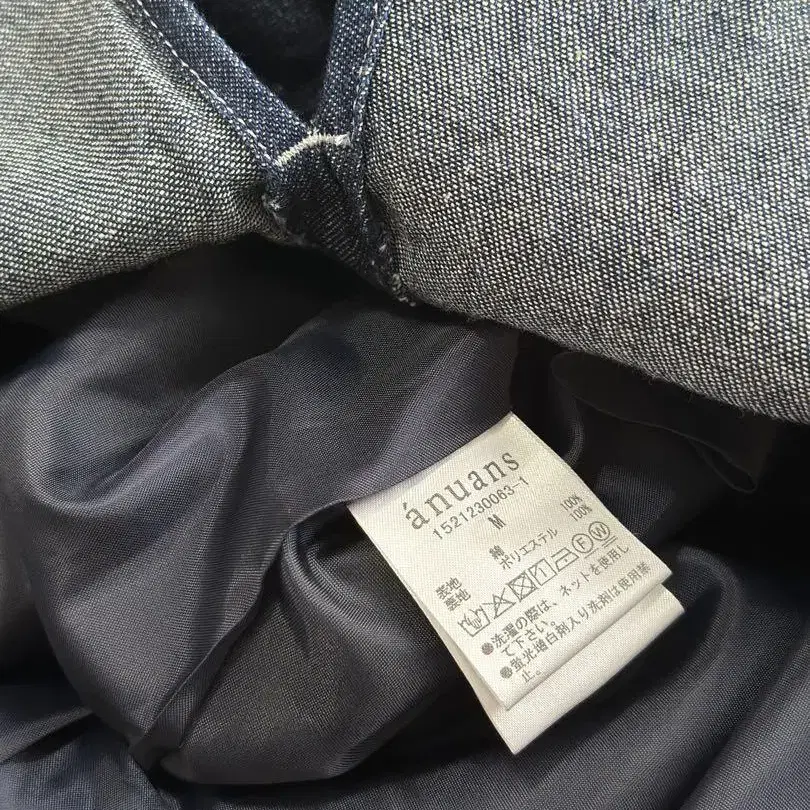 ánuans
1521230063-1
M
表地 綿 100%
裏地 ポリエステル 100%
F W
●洗濯の際は、ネットを使用し
て下さい。
●蛍光増白剤入り洗剤は使用禁
止。